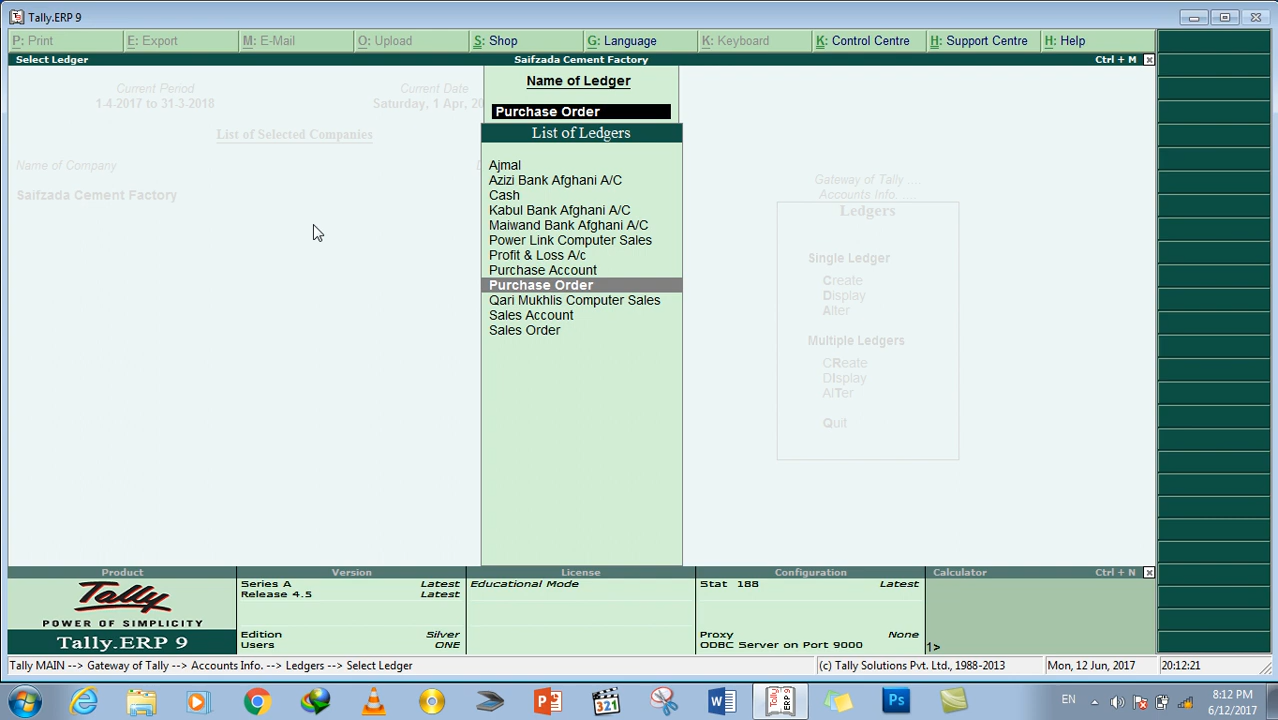 Tally.ERP 9
P: Print
E: Export
M: E-Mail
O: Upload
S: Shop
G: Language
K: Keyboard
K: Control Centre
H: Support Centre
H: Help
Select Ledger
Saifzada Cement Factory
Ctrl + M
Current Period
1-4-2017 to 31-3-2018
Current Date
Saturday, 1 Apr, 20
List of Selected Companies
Name of Company
Saifzada Cement Factory
Name of Ledger
Purchase Order
List of Ledgers
Ajmal
Azizi Bank Afghani A/C
Cash
Kabul Bank Afghani A/C
Maiwand Bank Afghani A/C
Power Link Computer Sales
Profit & Loss A/c
Purchase Account
Purchase Order
Qari Mukhlis Computer Sales
Sales Account
Sales Order
Gateway of Tally ....
Accounts Info. .....
Ledgers
Single Ledger
Create
Display
Alter
Multiple Ledgers
CReate
DIsplay
AlTer
Quit
Product
Tally
POWER OF SIMPLICITY
Tally.ERP 9
Version
Series A Latest
Release 4.5 Latest
Edition Silver
Users ONE
License
Educational Mode
Configuration
Stat 188 Latest
Proxy None
ODBC Server on Port 9000
Calculator
Ctrl + N
1>
Tally MAIN --> Gateway of Tally --> Accounts Info. --> Ledgers --> Select Ledger
(c) Tally Solutions Pvt. Ltd., 1988-2013
Mon, 12 Jun, 2017
20:12:21
321
Ps
EN
8:12 PM
6/12/2017